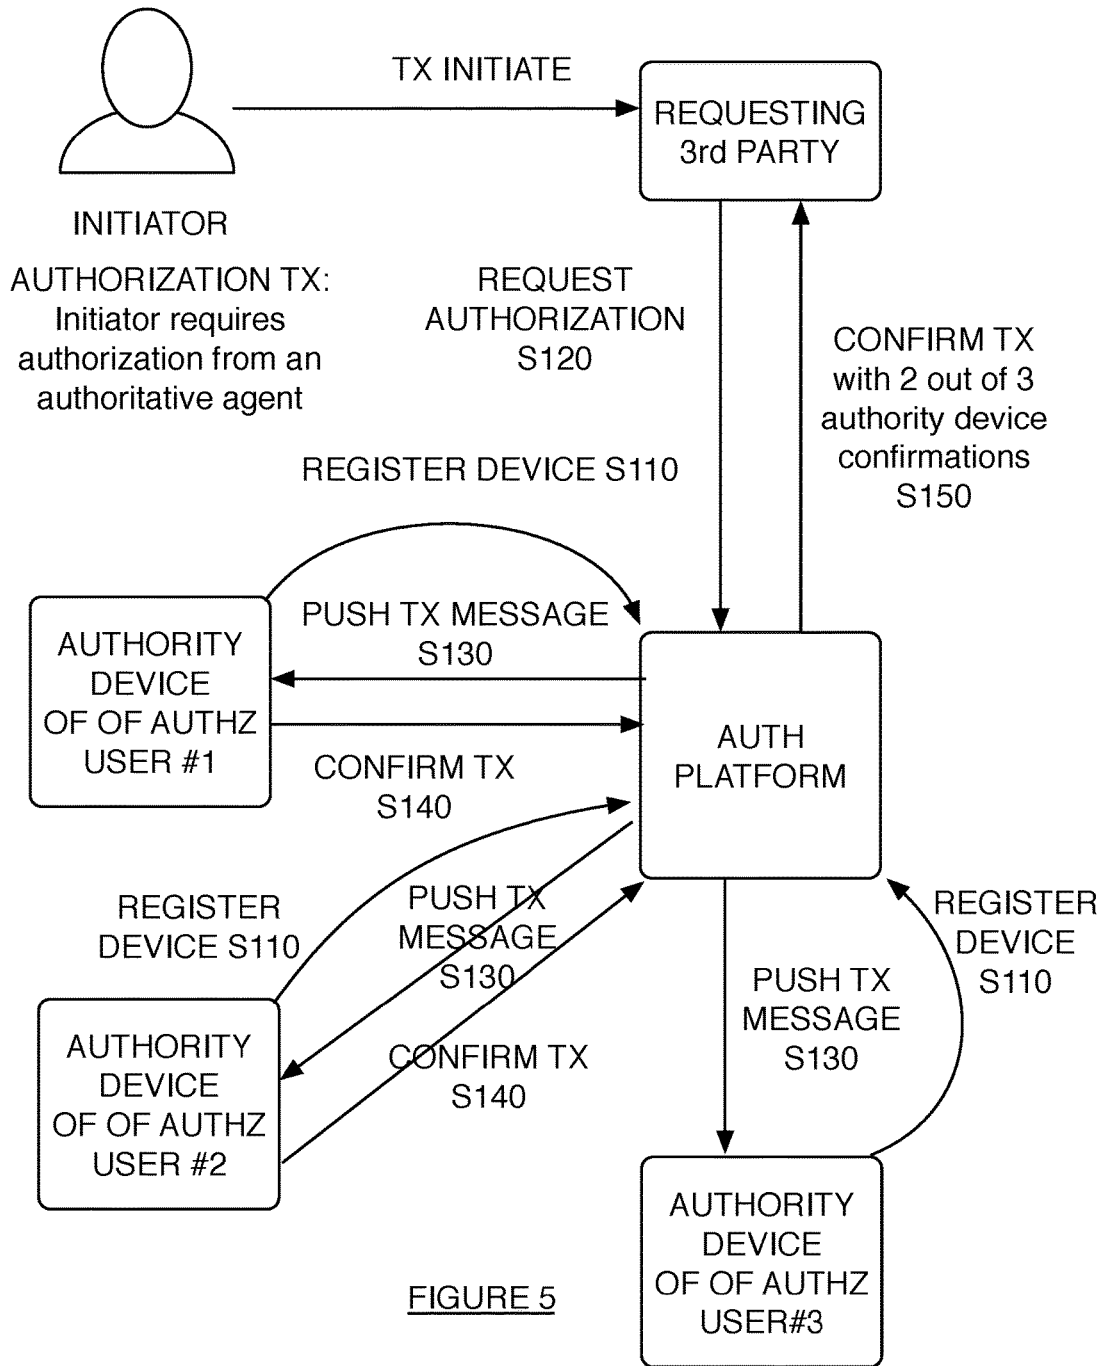 TX INITIATE
REQUESTING
3rd PARTY
INITIATOR
AUTHORIZATION TX:
Initiator requires
authorization from an
authoritative agent
REQUEST
AUTHORIZATION
S120
CONFIRM TX
with 2 out of 3
authority device
confirmations
S150
REGISTER DEVICE S110
AUTHORITY
DEVICE
OF OF AUTHZ
USER #1
PUSH TX MESSAGE
S130
CONFIRM TX
S140
AUTH
PLATFORM
REGISTER
DEVICE S110
PUSH TX
MESSAGE
S130
CONFIRM TX
S140
AUTHORITY
DEVICE
OF OF AUTHZ
USER #2
PUSH TX
MESSAGE
S130
REGISTER
DEVICE
S110
AUTHORITY
DEVICE
OF OF AUTHZ
USER#3
FIGURE 5